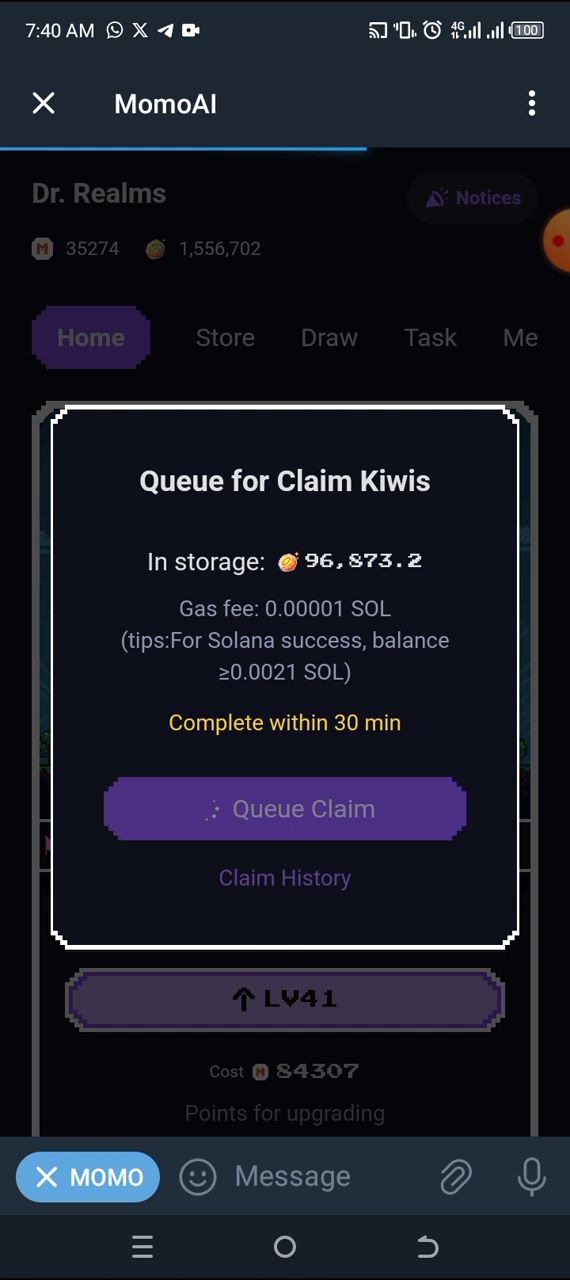 7:40 AM
4G
100
MomoAI
Dr. Realms
Notices
M 35274 1,556,702
Home Store Draw Task Me
Queue for Claim Kiwis
In storage: 96,873.2
Gas fee: 0.00001 SOL
(tips:For Solana success, balance
≥0.0021 SOL)
Complete within 30 min
Queue Claim
Claim History
↑ LV41
Cost M 84307
Points for upgrading
MOMO Message